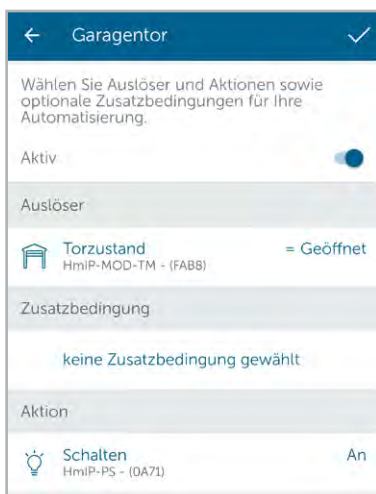 Garagentor
Wählen Sie Auslöser und Aktionen sowie
optionale Zusatzbedingungen für Ihre
Automatisierung.
Aktiv
Auslöser
Torzustand = Geöffnet
HmIP-MOD-TM - (FAB8)
Zusatzbedingung
keine Zusatzbedingung gewählt
Aktion
Schalten An
HmIP-PS - (0A71)